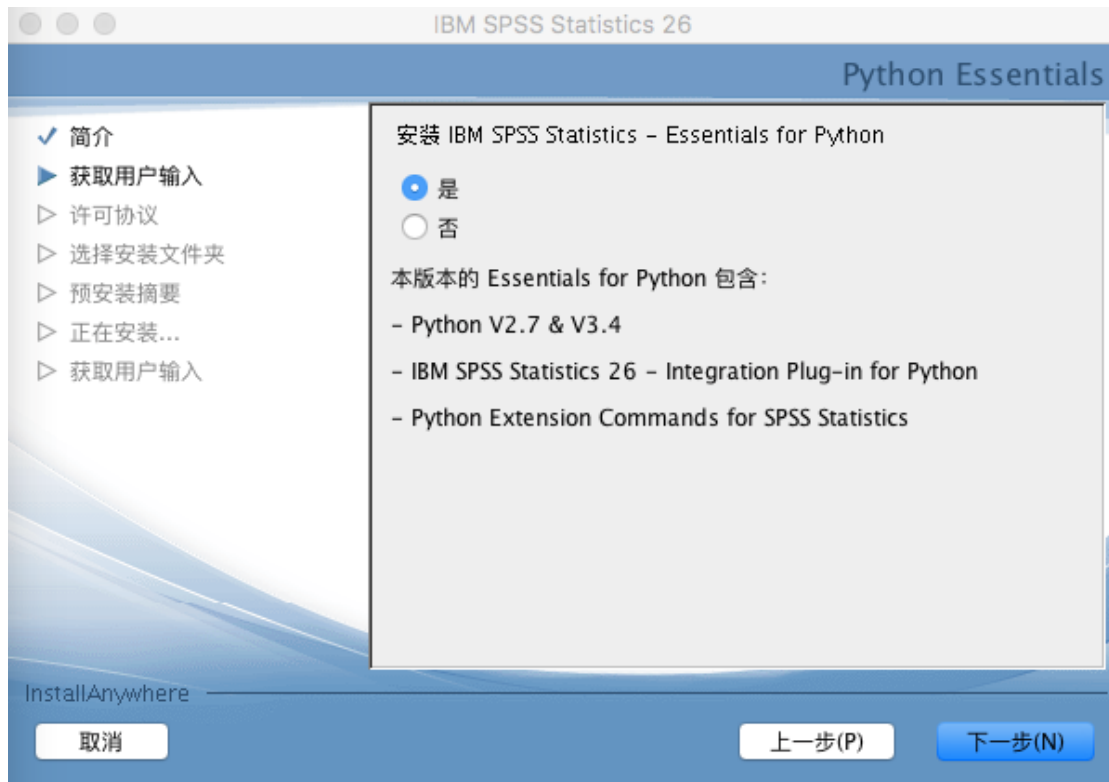 IBM SPSS Statistics 26
Python Essentials
简介
获取用户输入
许可协议
选择安装文件夹
预安装摘要
正在安装...
获取用户输入
安装 IBM SPSS Statistics – Essentials for Python
是
否
本版本的 Essentials for Python 包含：
– Python V2.7 & V3.4
– IBM SPSS Statistics 26 – Integration Plug-in for Python
– Python Extension Commands for SPSS Statistics
InstallAnywhere
取消
上一步(P)
下一步(N)